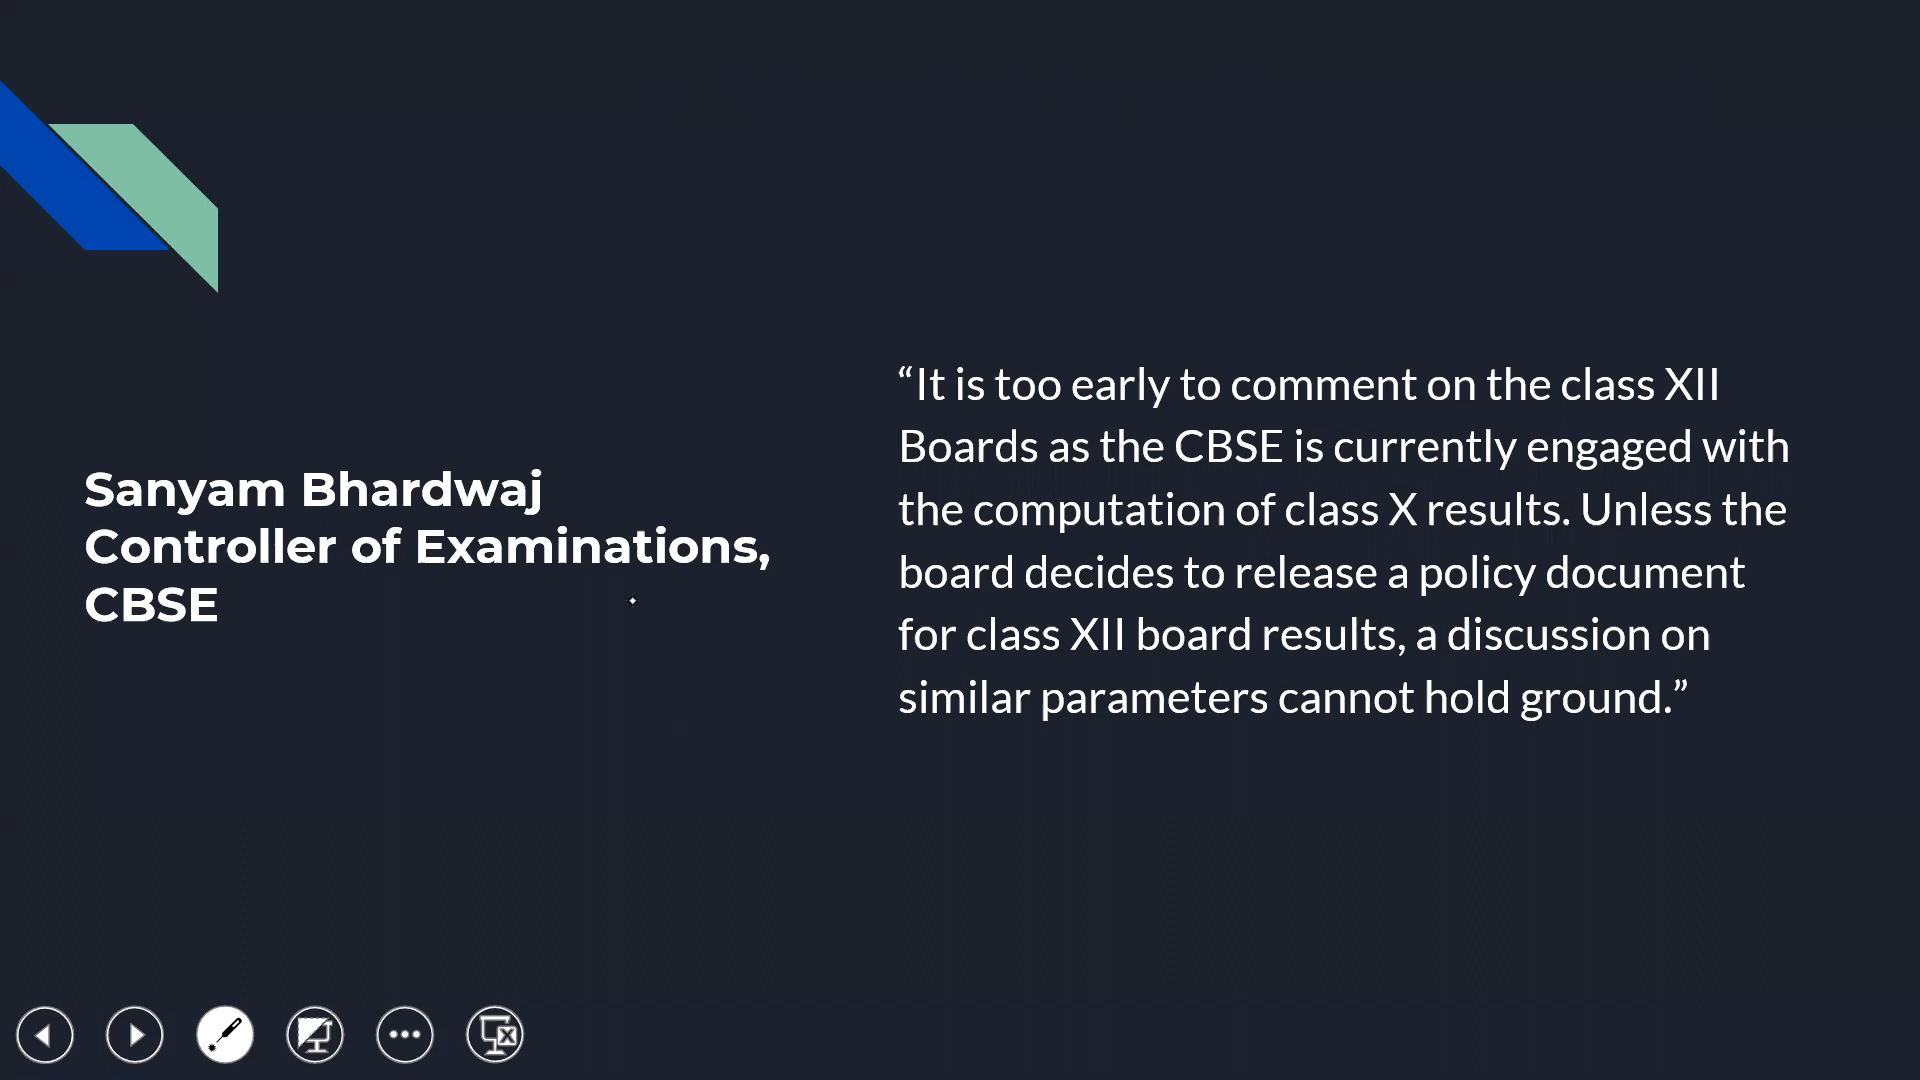 Sanyam Bhardwaj
Controller of Examinations,
CBSE
“It is too early to comment on the class XII
Boards as the CBSE is currently engaged with
the computation of class X results. Unless the
board decides to release a policy document
for class XII board results, a discussion on
similar parameters cannot hold ground.”